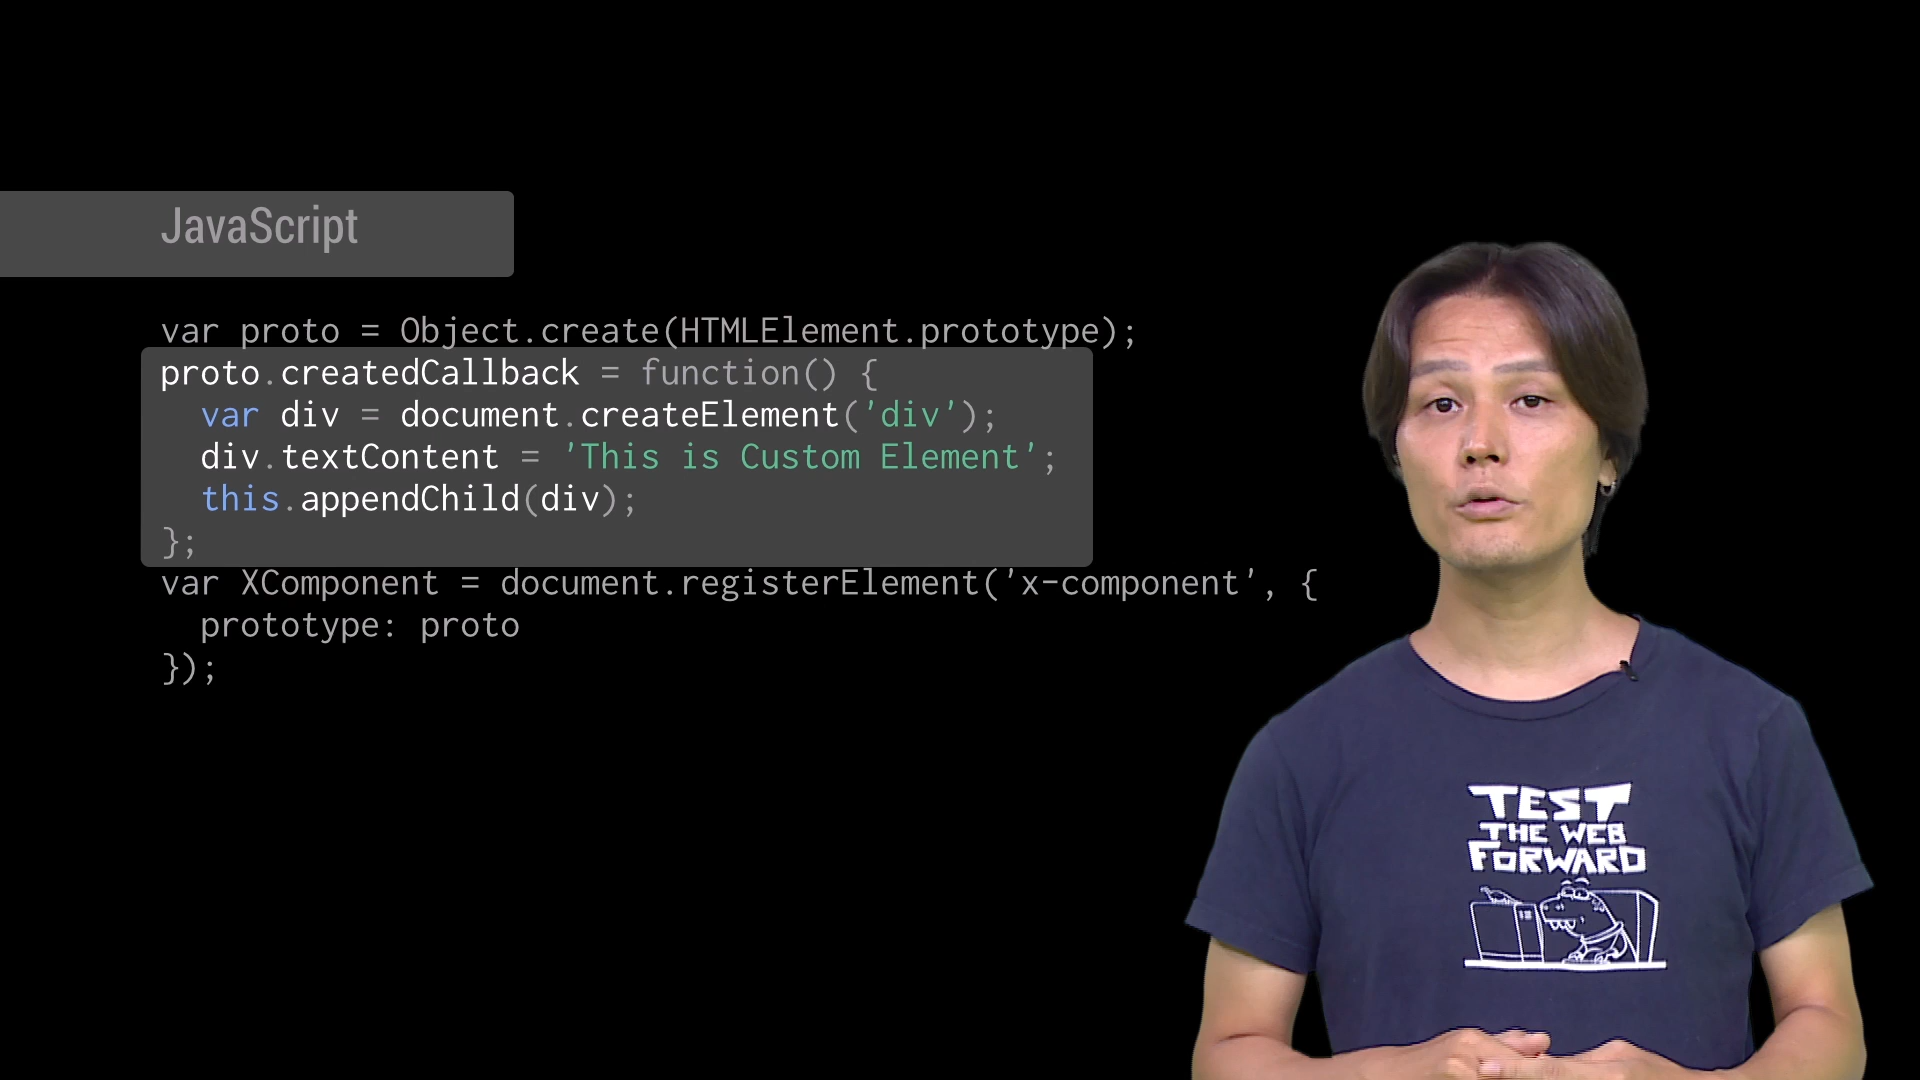 JavaScript
var proto = Object.create(HTMLElement.prototype);
proto.createdCallback = function() {
  var div = document.createElement('div');
  div.textContent = 'This is Custom Element';
  this.appendChild(div);
};
var XComponent = document.registerElement('x-component', {
  prototype: proto
});
TEST
THE WEB
FORWARD